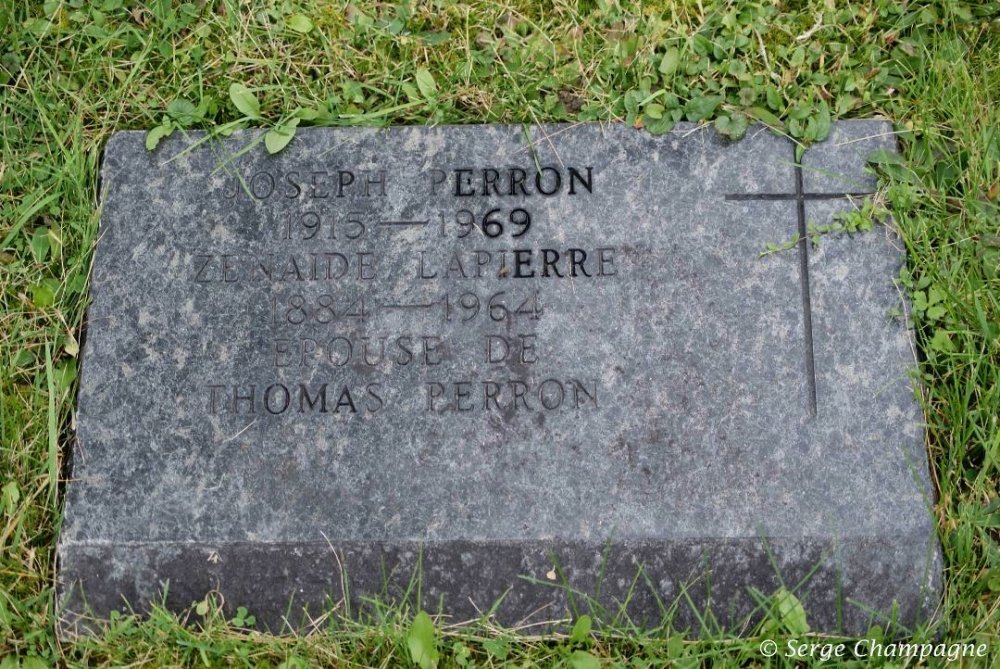 JOSEPH PERRON
1915 — 1969
ZENAIDE LAPIERRE
1884 — 1964
EPOUSE DE
THOMAS PERRON
© Serge Champagne